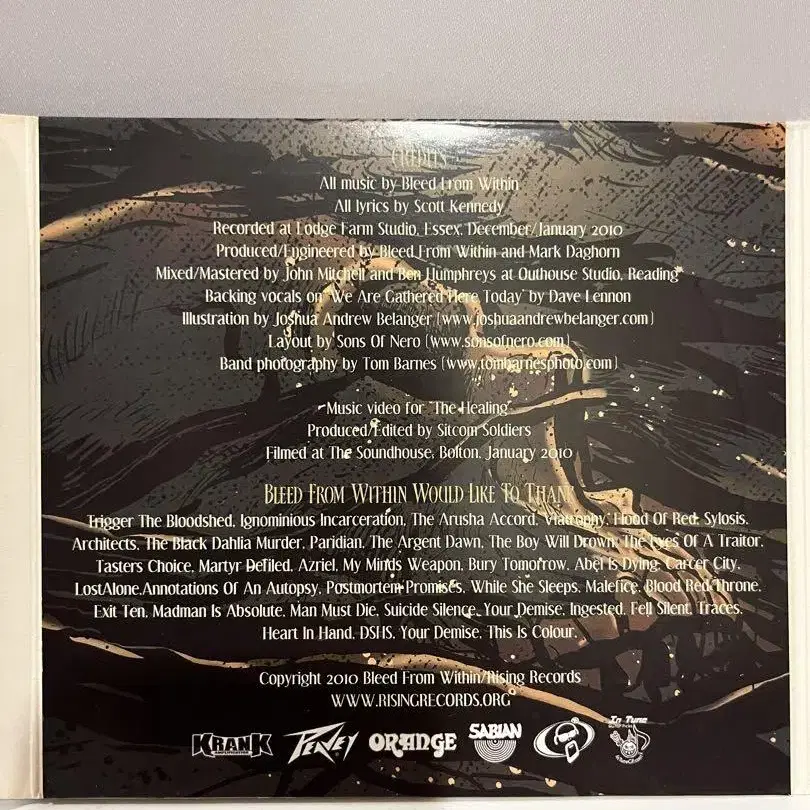 CREDITS
All music by Bleed From Within
All lyrics by Scott Kennedy
Recorded at Lodge Farm Studio, Essex, December/January 2010
Produced/Engineered by Bleed From Within and Mark Daghorn
Mixed/Mastered by John Mitchell and Ben Humphreys at Outhouse Studio, Reading
Backing vocals on "We Are Gathered Here Today" by Dave Lennon
Illustration by Joshua Andrew Belanger (www.joshuaandrewbelanger.com)
Layout by Sons Of Nero (www.sonsofnero.com)
Band photography by Tom Barnes (www.tombarnesphoto.com)
Music video for "The Healing"
Produced/Edited by Sitcom Soldiers
Filmed at The Soundhouse, Bolton, January 2010
BLEED FROM WITHIN WOULD LIKE TO THANK
Trigger The Bloodshed, Ignominious Incarceration, The Arusha Accord, Viatrophy, Flood Of Red, Sylosis,
Architects, The Black Dahlia Murder, Paridian, The Argent Dawn, The Boy Will Drown, The Eyes Of A Traitor,
Tasters Choice, Martyr Defiled, Azriel, My Minds Weapon, Bury Tomorrow, Abel Is Dying, Carcer City,
LostAlone,Annotations Of An Autopsy, Postmortem Promises, While She Sleeps, Malefice, Blood Red Throne,
Exit Ten, Madman Is Absolute, Man Must Die, Suicide Silence, Your Demise, Ingested, Fell Silent, Traces,
Heart In Hand, DSHS, Your Demise, This Is Colour.
Copyright 2010 Bleed From Within/Rising Records
WWW.RISINGRECORDS.ORG
KRANK PEAVEY ORANGE SABIAN In Tune